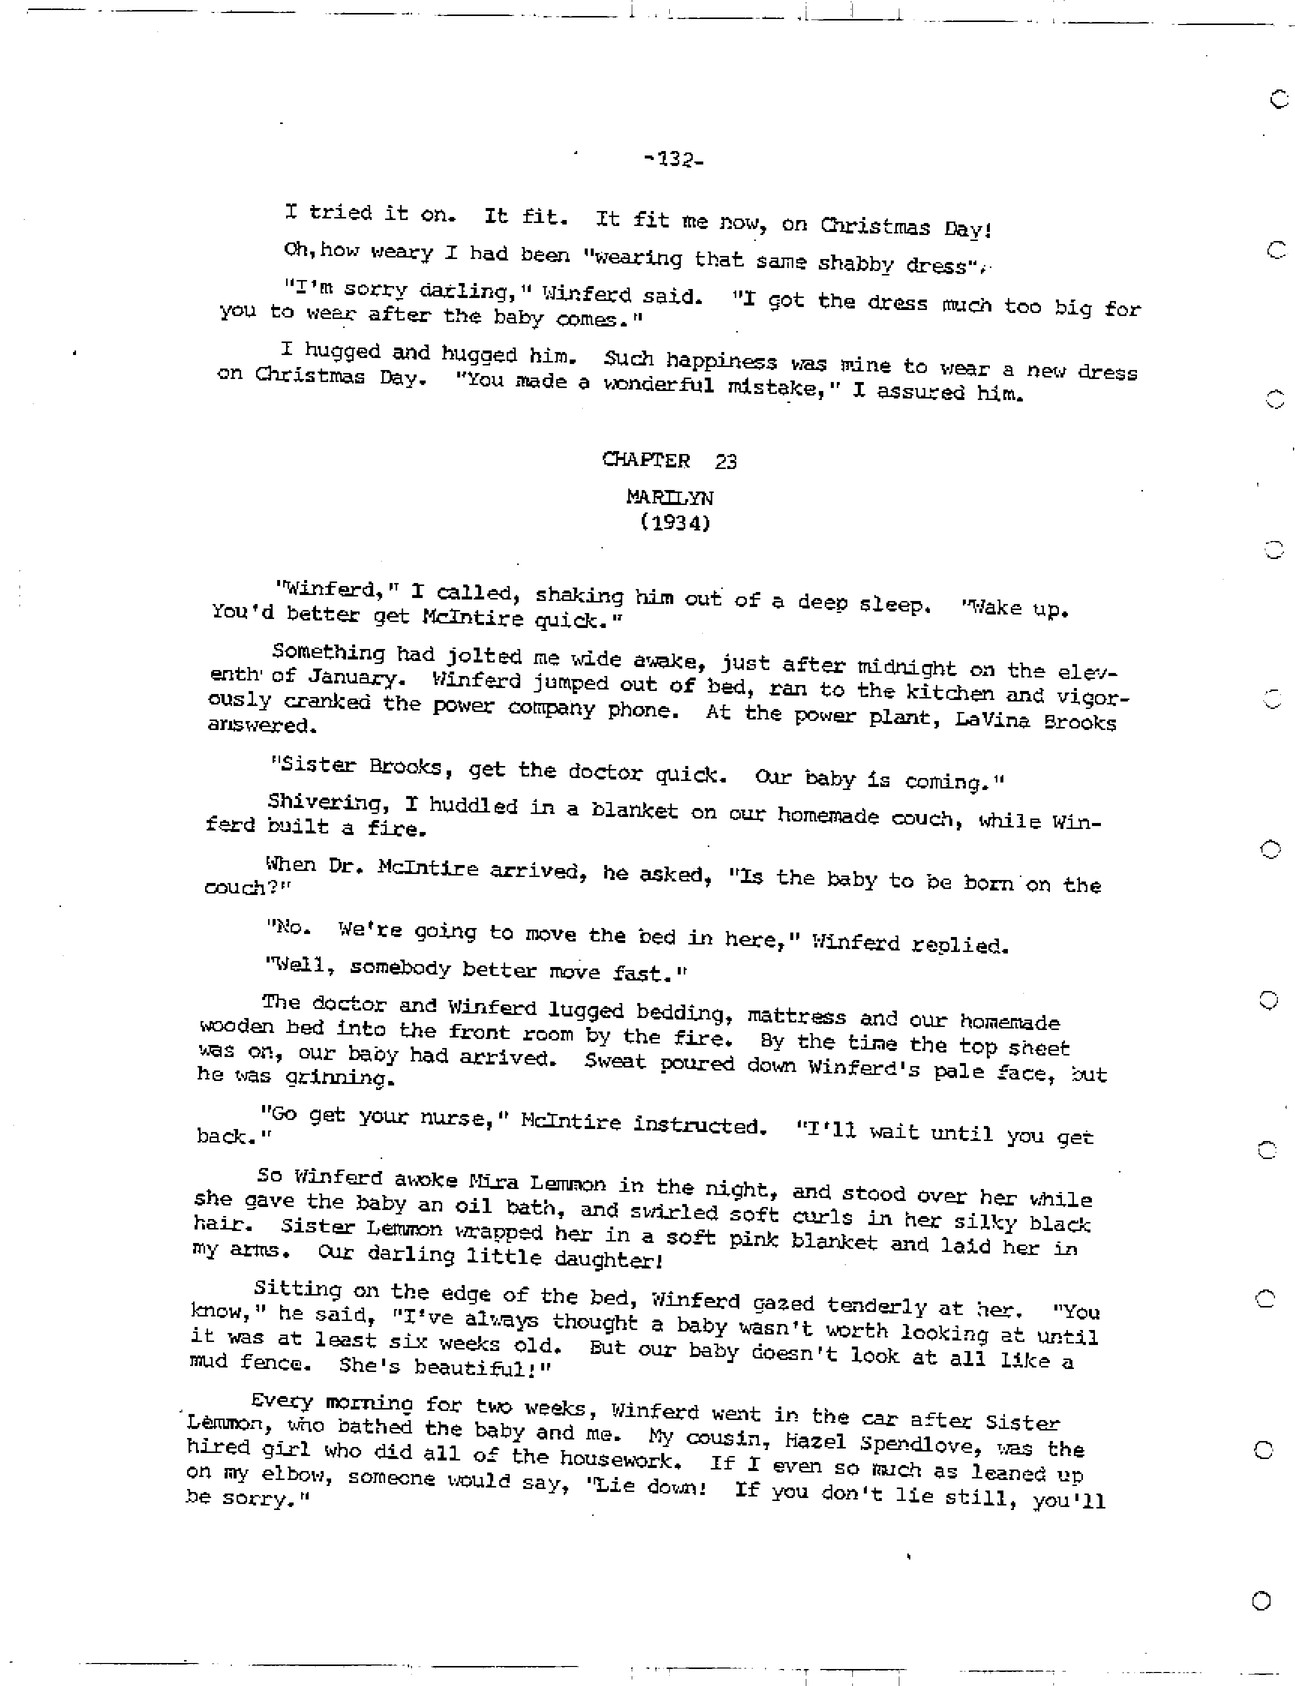 -132-
I tried it on. It fit. It fit me now, on Christmas Day!
Oh, how weary I had been "wearing that same shabby dress".
"I'm sorry darling," Winferd said. "I got the dress much too big for
you to wear after the baby comes."
I hugged and hugged him. Such happiness was mine to wear a new dress
on Christmas Day. "You made a wonderful mistake," I assured him.
CHAPTER 23
MARILYN
(1934)
"Winferd," I called, shaking him out of a deep sleep. "Wake up.
You'd better get McIntire quick."
Something had jolted me wide awake, just after midnight on the elev-
enth of January. Winferd jumped out of bed, ran to the kitchen and vigor-
ously cranked the power company phone. At the power plant, LaVina Brooks
answered.
"Sister Brooks, get the doctor quick. Our baby is coming."
Shivering, I huddled in a blanket on our homemade couch, while Win-
ferd built a fire.
When Dr. McIntire arrived, he asked, "Is the baby to be born on the
couch?"
"No. We're going to move the bed in here," Winferd replied.
"Well, somebody better move fast."
The doctor and Winferd lugged bedding, mattress and our homemade
wooden bed into the front room by the fire. By the time the top sheet
was on, our baby had arrived. Sweat poured down Winferd's pale face, but
he was grinning.
"Go get your nurse," McIntire instructed. "I'll wait until you get
back."
So Winferd awoke Mira Lemmon in the night, and stood over her while
she gave the baby an oil bath, and swirled soft curls in her silky black
hair. Sister Lemmon wrapped her in a soft pink blanket and laid her in
my arms. Our darling little daughter!
Sitting on the edge of the bed, Winferd gazed tenderly at her. "You
know," he said, "I've always thought a baby wasn't worth looking at until
it was at least six weeks old. But our baby doesn't look at all like a
mud fence. She's beautiful!"
Every morning for two weeks, Winferd went in the car after Sister
Lemmon, who bathed the baby and me. My cousin, Hazel Spendlove, was the
hired girl who did all of the housework. If I even so much as leaned up
on my elbow, someone would say, "Lie down! If you don't lie still, you'll
be sorry."